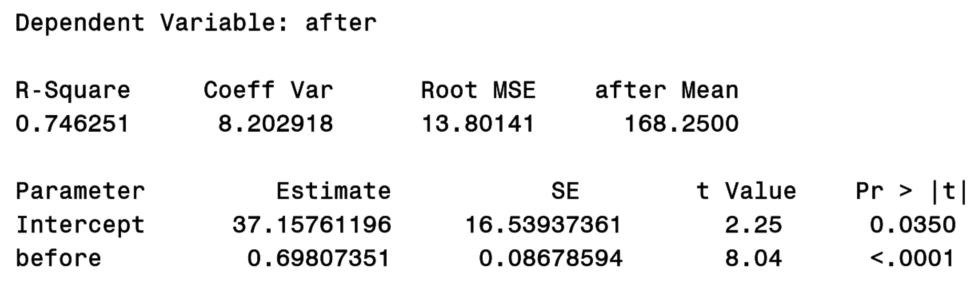 Dependent Variable: after
R-Square Coeff Var Root MSE after Mean
0.746251 8.202918 13.80141 168.2500
Parameter Estimate SE t Value Pr > |t|
Intercept 37.15761196 16.53937361 2.25 0.0350
before 0.69807351 0.08678594 8.04 <.0001